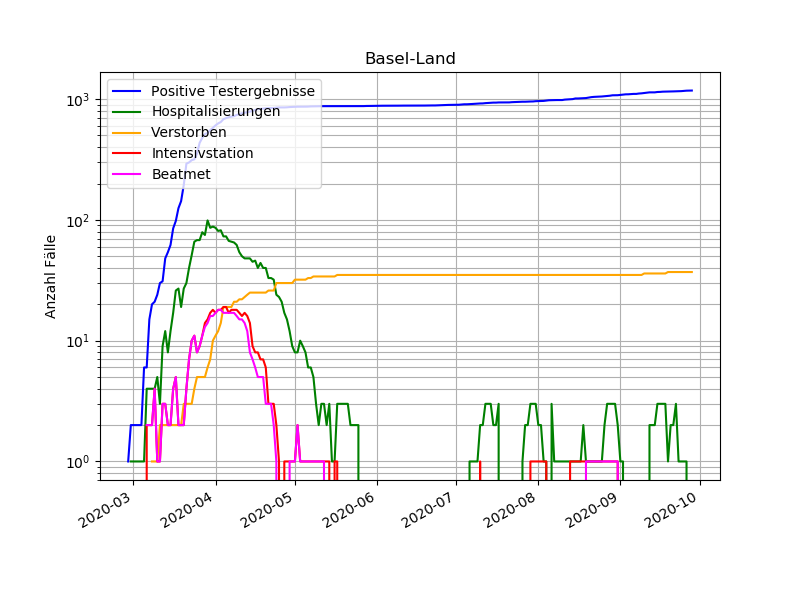 Basel-Land
Positive Testergebnisse
Hospitalisierungen
Verstorben
Intensivstation
Beatmet
Anzahl Fälle
10³
10²
10¹
10⁰
2020-03
2020-04
2020-05
2020-06
2020-07
2020-08
2020-09
2020-10